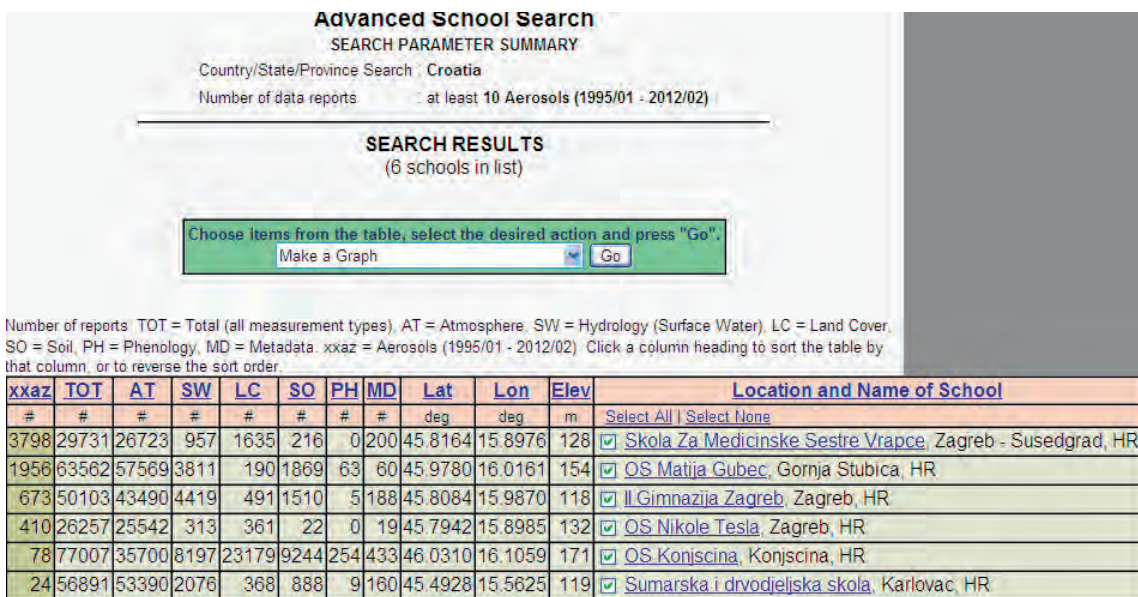 Advanced School Search
SEARCH PARAMETER SUMMARY
Country/State/Province Search : Croatia
Number of data reports : at least 10 Aerosols (1995/01 - 2012/02)
SEARCH RESULTS
(6 schools in list)
Choose items from the table, select the desired action and press "Go".
Make a Graph Go
Number of reports TOT = Total (all measurement types), AT = Atmosphere, SW = Hydrology (Surface Water), LC = Land Cover,
SO = Soil, PH = Phenology, MD = Metadata. xxaz = Aerosols (1995/01 - 2012/02) Click a column heading to sort the table by
that column, or to reverse the sort order.
xxaz TOT AT SW LC SO PH MD Lat Lon Elev Location and Name of School
# # # # # # # # deg deg m Select All | Select None
3798 29731 26723 957 1635 216 0 200 45.8164 15.8976 128 Skola Za Medicinske Sestre Vrapce, Zagreb - Susedgrad, HR
1956 63562 57569 3811 190 1869 63 60 45.9780 16.0161 154 OS Matija Gubec, Gornja Stubica, HR
673 50103 43490 4419 491 1510 5 188 45.8084 15.9870 118 II Gimnazija Zagreb, Zagreb, HR
410 26257 25542 313 361 22 0 19 45.7942 15.8985 132 OS Nikole Tesla, Zagreb, HR
78 77007 35700 8197 23179 9244 254 433 46.0310 16.1059 171 OS Konjscina, Konjscina, HR
24 56891 53390 2076 368 888 9 160 45.4928 15.5625 119 Sumarska i drvodjeljska skola, Karlovac, HR